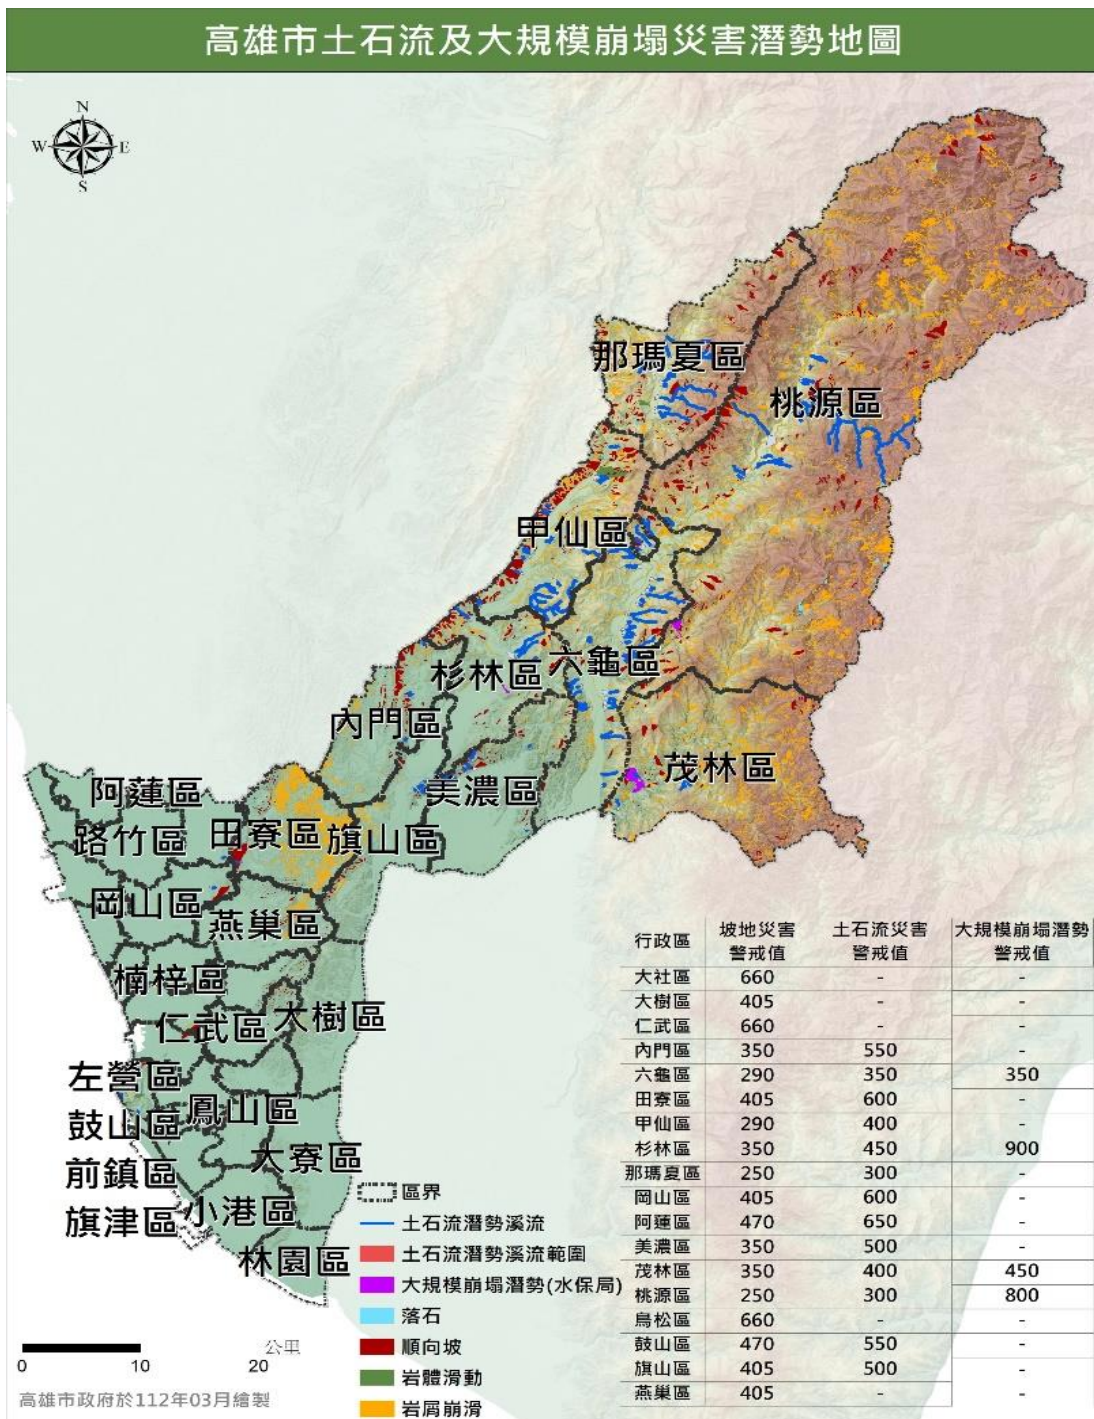 高雄市土石流及大規模崩塌災害潛勢地圖
N
W E
S
那瑪夏區
桃源區
甲仙區
杉林區
六龜區
內門區
美濃區
茂林區
阿蓮區
路竹區
田寮區
旗山區
岡山區
燕巢區
楠梓區
仁武區
大樹區
左營區
鼓山區
鳳山區
前鎮區
大寮區
旗津區
小港區
林園區
區界
土石流潛勢溪流
土石流潛勢溪流範圍
大規模崩塌潛勢(水保局)
落石
順向坡
岩體滑動
岩屑崩滑
公里
0 10 20
高雄市政府於112年03月繪製
行政區 坡地災害警戒值 土石流災害警戒值 大規模崩塌潛勢警戒值
大社區 660 - -
大樹區 405 - -
仁武區 660 - -
內門區 350 550 -
六龜區 290 350 350
田寮區 405 600 -
甲仙區 290 400 -
杉林區 350 450 900
那瑪夏區 250 300 -
岡山區 405 600 -
阿蓮區 470 650 -
美濃區 350 500 -
茂林區 350 400 450
桃源區 250 300 800
鳥松區 660 - -
鼓山區 470 550 -
旗山區 405 500 -
燕巢區 405 - -